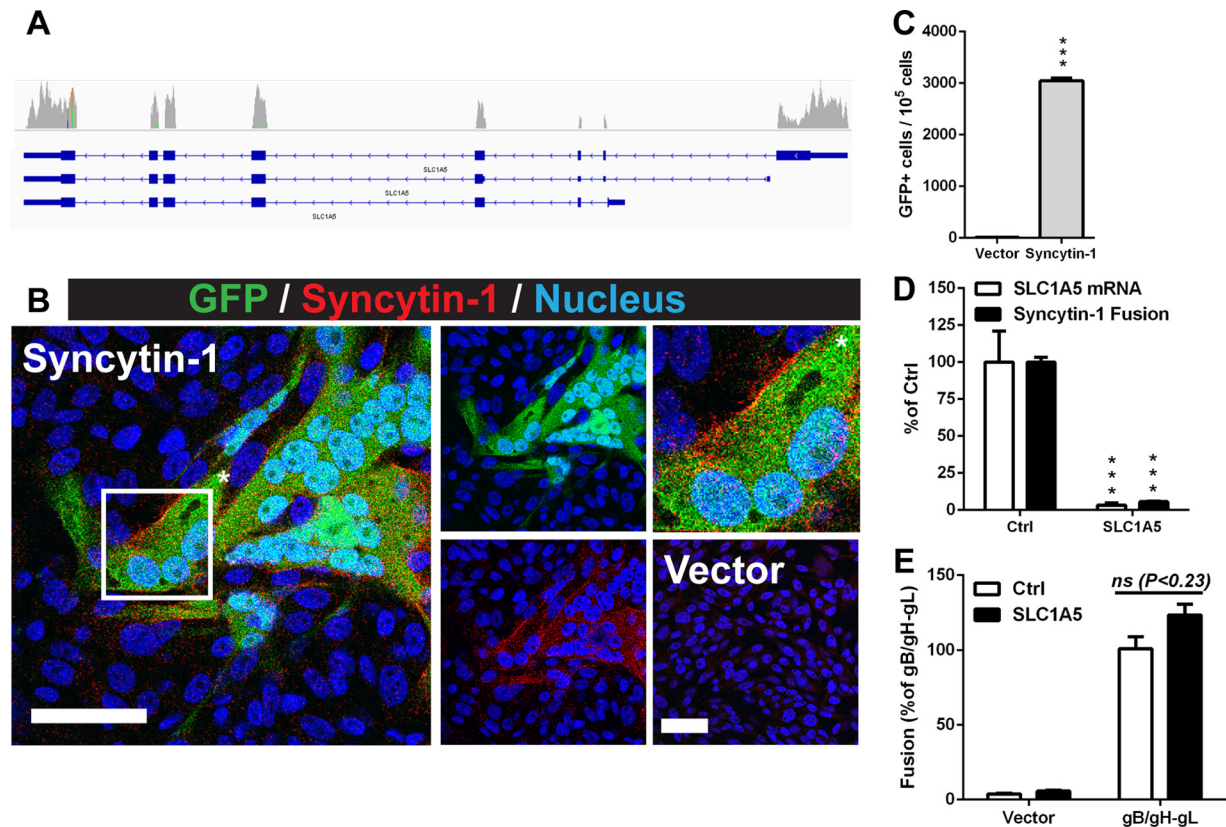 A
SLC1A5
SLC1A5
SLC1A5
B
GFP / Syncytin-1 / Nucleus
Syncytin-1
*
*
Vector
C
GFP+ cells / 10⁵ cells
4000
3000
2000
1000
0
***
Vector
Syncytin-1
D
SLC1A5 mRNA
Syncytin-1 Fusion
%of Ctrl
150
125
100
75
50
25
0
***
***
Ctrl
SLC1A5
E
Ctrl
SLC1A5
ns (P<0.23)
Fusion (%of gB/gH-gL)
150
100
50
0
Vector
gB/gH-gL